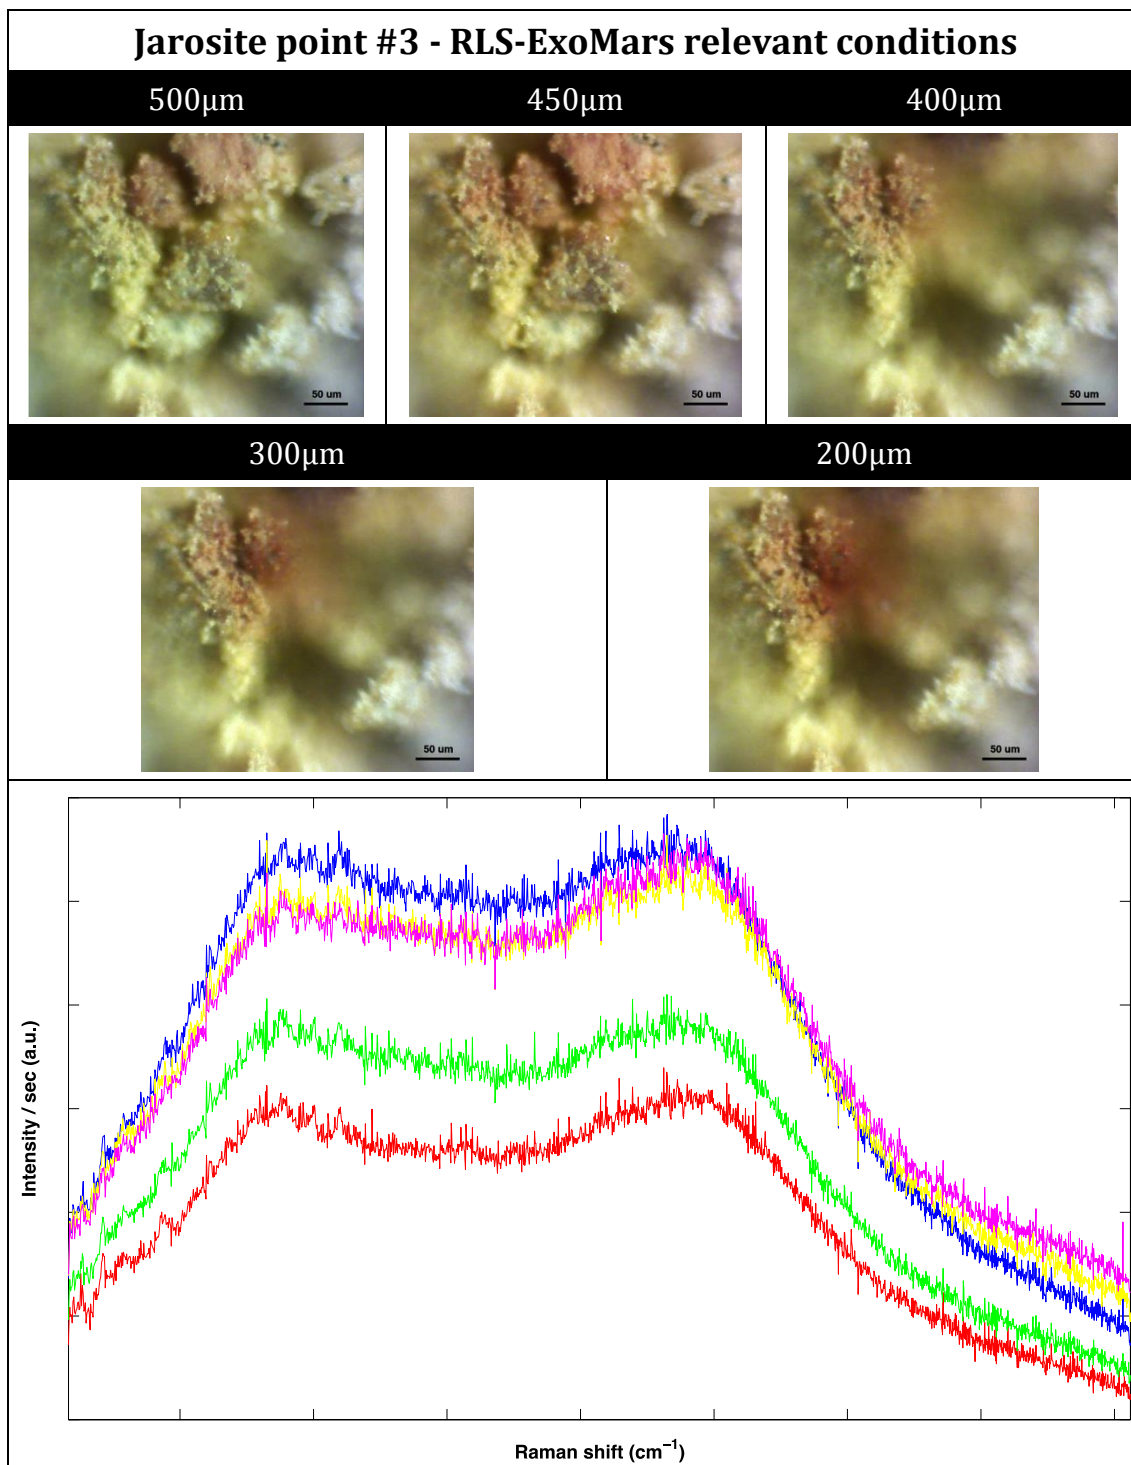 Jarosite point #3 - RLS-ExoMars relevant conditions
500μm 450μm 400μm
50 um 50 um 50 um
300μm 200μm
50 um 50 um
Intensity / sec (a.u.)
Raman shift (cm⁻¹)